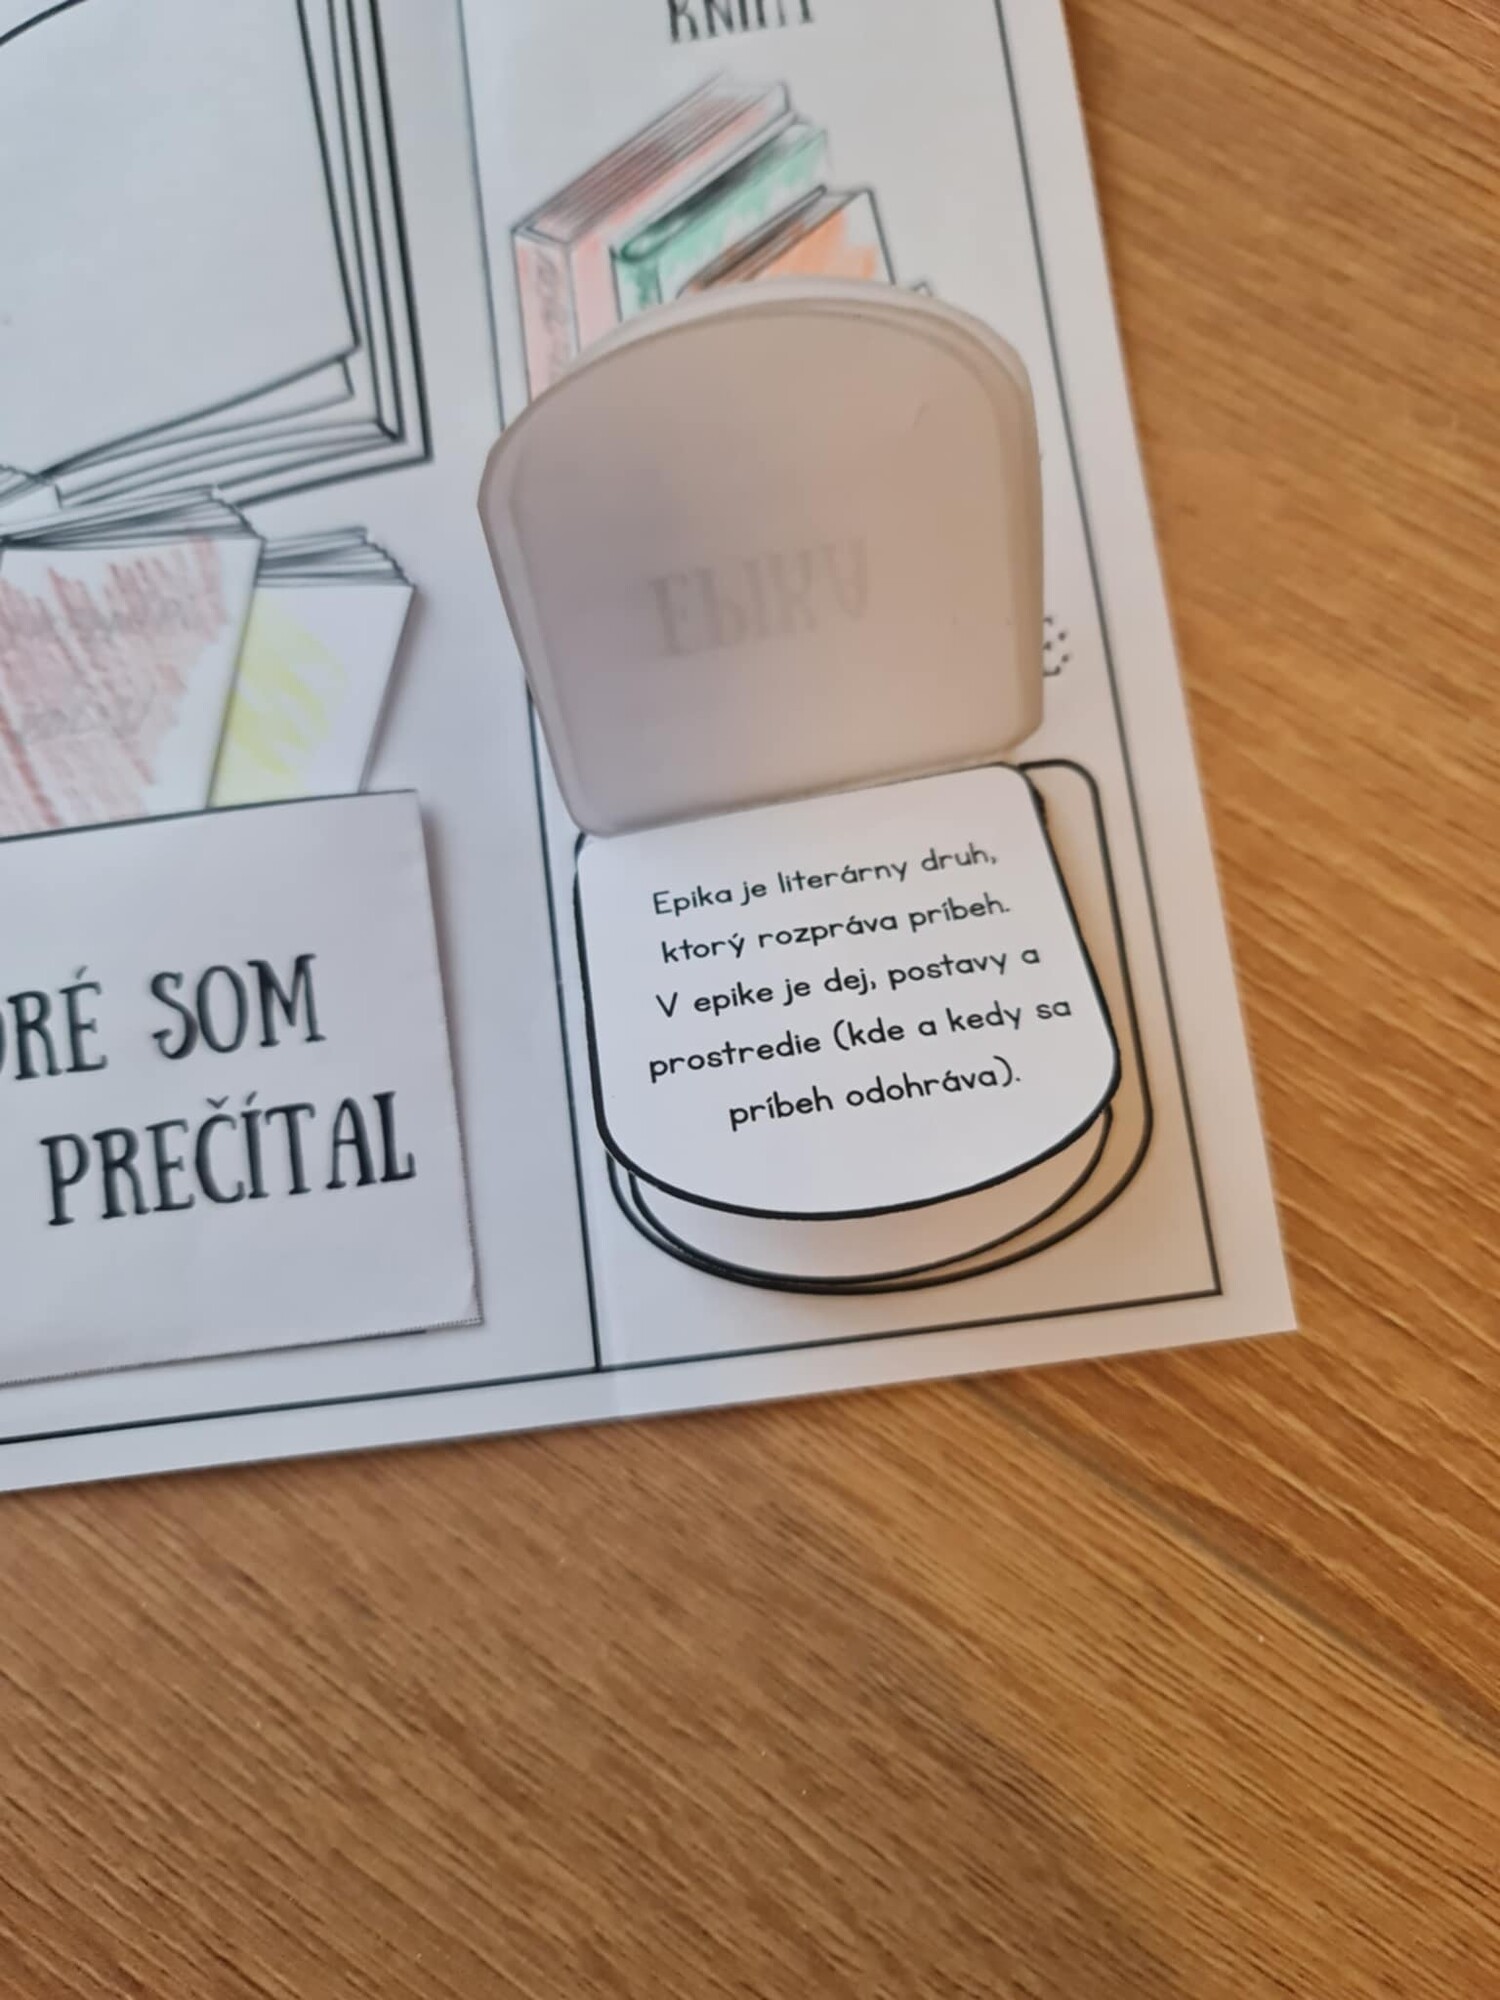 KNIHY
EPIKA
Epika je literárny druh,
ktorý rozpráva príbeh.
V epike je dej, postavy a
prostredie (kde a kedy sa
príbeh odohráva).
ORÉ SOM
PREČÍTAL